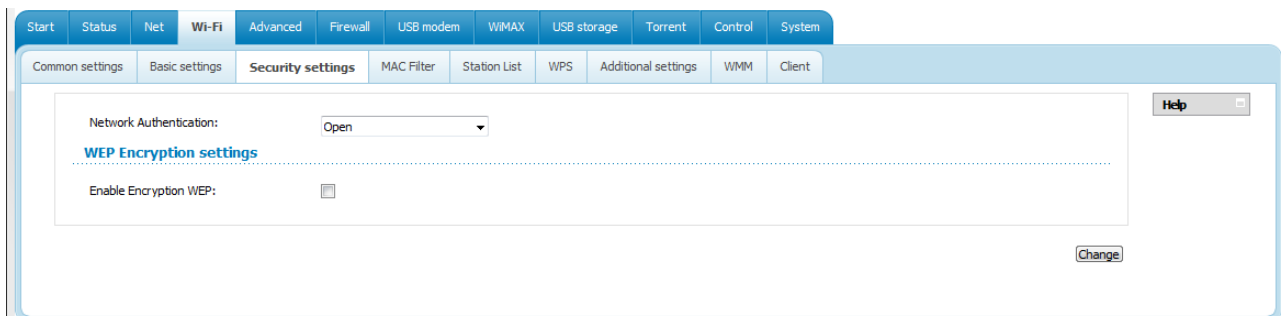 Start Status Net Wi-Fi Advanced Firewall USB modem WiMAX USB storage Torrent Control System
Common settings Basic settings Security settings MAC Filter Station List WPS Additional settings WMM Client
Help
Network Authentication: Open
WEP Encryption settings
Enable Encryption WEP:
Change